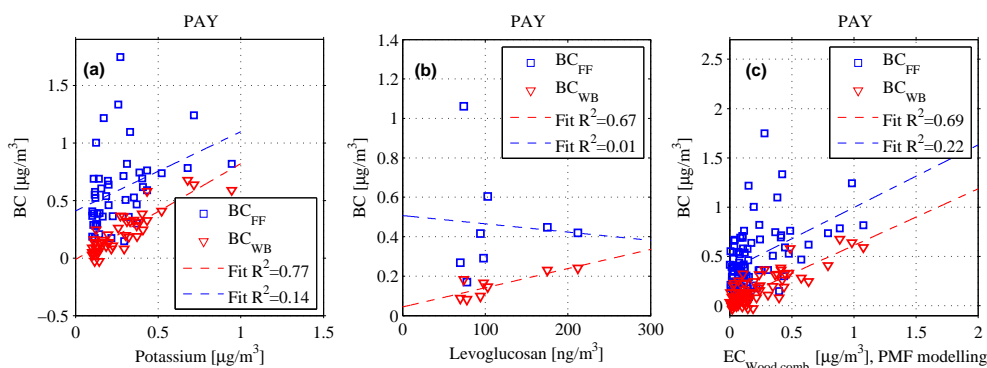 PAY
(a)
BC [µg/m³]
1.5
1
0.5
0
−0.5
BC_FF
BC_WB
Fit R²=0.77
Fit R²=0.14
0
0.5
1
1.5
Potassium [µg/m³]
PAY
(b)
BC [µg/m³]
1.4
1.2
1
0.8
0.6
0.4
0.2
0
BC_FF
BC_WB
Fit R²=0.67
Fit R²=0.01
0
100
200
300
Levoglucosan [ng/m³]
PAY
(c)
BC [µg/m³]
2.5
2
1.5
1
0.5
0
BC_FF
BC_WB
Fit R²=0.69
Fit R²=0.22
0
0.5
1
1.5
2
EC_Wood comb [µg/m³], PMF modelling